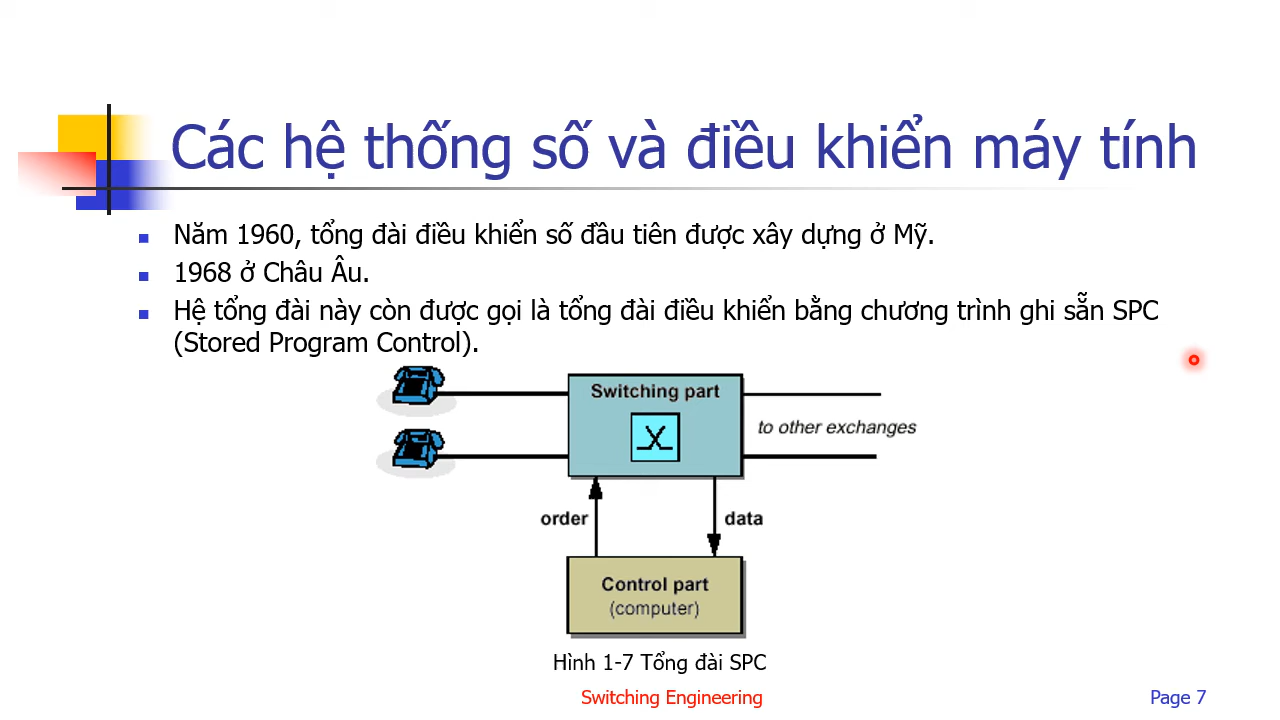 Các hệ thống số và điều khiển máy tính
Năm 1960, tổng đài điều khiển số đầu tiên được xây dựng ở Mỹ.
1968 ở Châu Âu.
Hệ tổng đài này còn được gọi là tổng đài điều khiển bằng chương trình ghi sẵn SPC
(Stored Program Control).
Switching part
to other exchanges
order
data
Control part
(computer)
Hình 1-7 Tổng đài SPC
Switching Engineering
Page 7